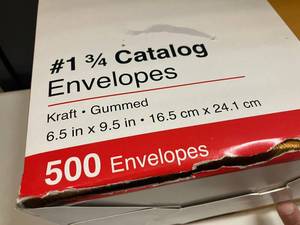 #1 ¾ Catalog
Envelopes
Kraft • Gummed
6.5 in x 9.5 in • 16.5 cm x 24.1 cm
500 Envelopes